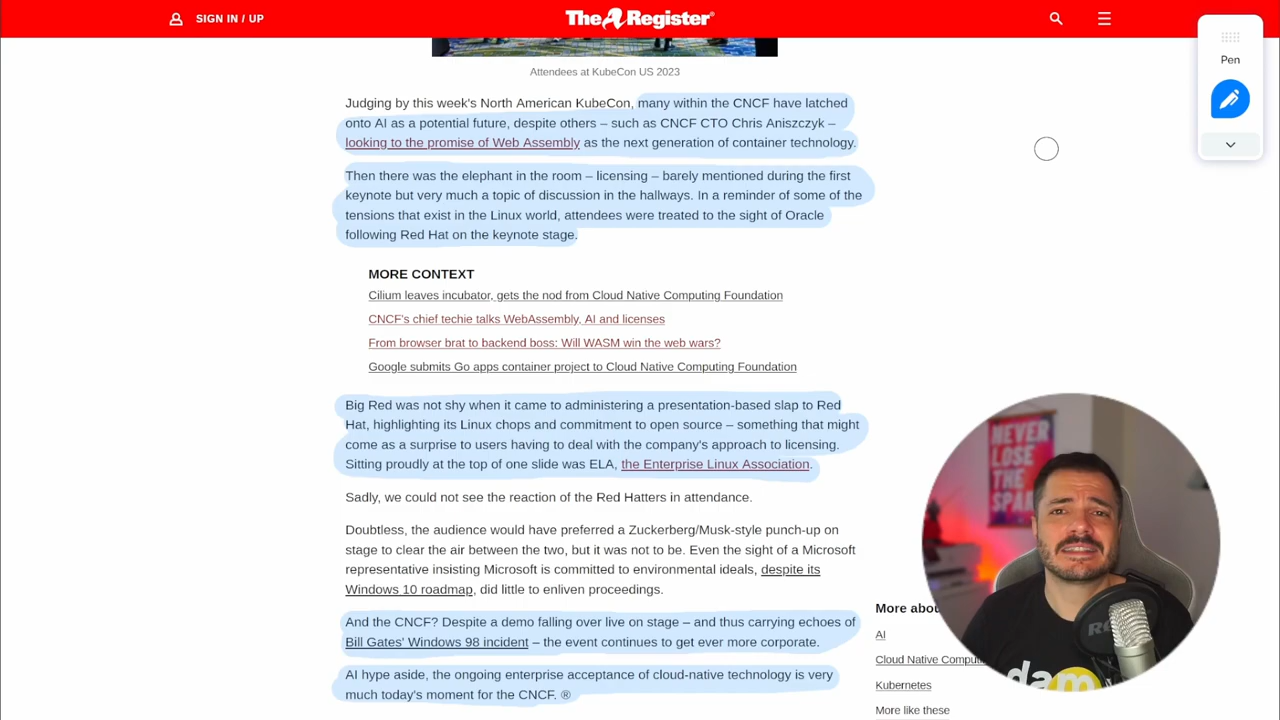 SIGN IN / UP
The Register
Pen
Attendees at KubeCon US 2023
Judging by this week's North American KubeCon, many within the CNCF have latched
onto AI as a potential future, despite others – such as CNCF CTO Chris Aniszczyk –
looking to the promise of Web Assembly as the next generation of container technology.
Then there was the elephant in the room – licensing – barely mentioned during the first
keynote but very much a topic of discussion in the hallways. In a reminder of some of the
tensions that exist in the Linux world, attendees were treated to the sight of Oracle
following Red Hat on the keynote stage.
MORE CONTEXT
Cilium leaves incubator, gets the nod from Cloud Native Computing Foundation
CNCF's chief techie talks WebAssembly, AI and licenses
From browser brat to backend boss: Will WASM win the web wars?
Google submits Go apps container project to Cloud Native Computing Foundation
Big Red was not shy when it came to administering a presentation-based slap to Red
Hat, highlighting its Linux chops and commitment to open source – something that might
come as a surprise to users having to deal with the company's approach to licensing.
Sitting proudly at the top of one slide was ELA, the Enterprise Linux Association.
Sadly, we could not see the reaction of the Red Hatters in attendance.
Doubtless, the audience would have preferred a Zuckerberg/Musk-style punch-up on
stage to clear the air between the two, but it was not to be. Even the sight of a Microsoft
representative insisting Microsoft is committed to environmental ideals, despite its
Windows 10 roadmap, did little to enliven proceedings.
And the CNCF? Despite a demo falling over live on stage – and thus carrying echoes of
Bill Gates' Windows 98 incident – the event continues to get ever more corporate.
AI hype aside, the ongoing enterprise acceptance of cloud-native technology is very
much today's moment for the CNCF. ®
NEVER
LOSE
THE
SPA
More abou
AI
Cloud Native Comput
Kubernetes
More like these
dam